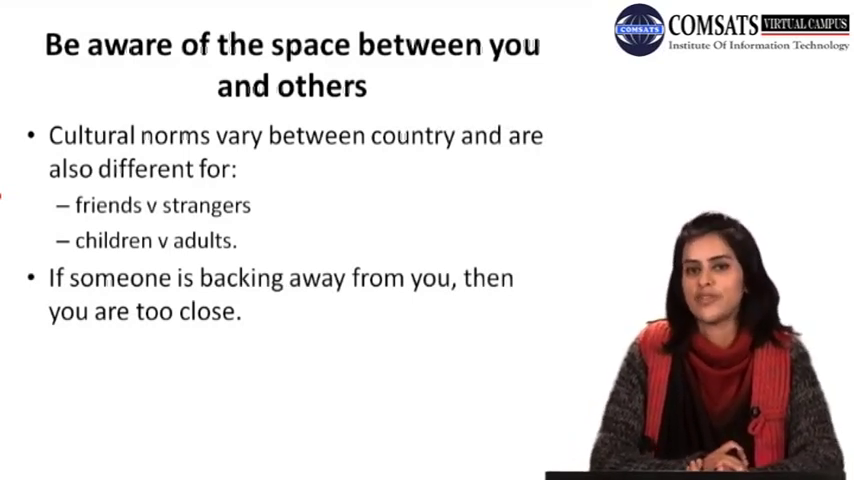 Be aware of the space between you
and others
COMSATS VIRTUAL CAMPUS
Institute Of Information Technology
COMSATS
• Cultural norms vary between country and are
also different for:
– friends v strangers
– children v adults.
• If someone is backing away from you, then
you are too close.